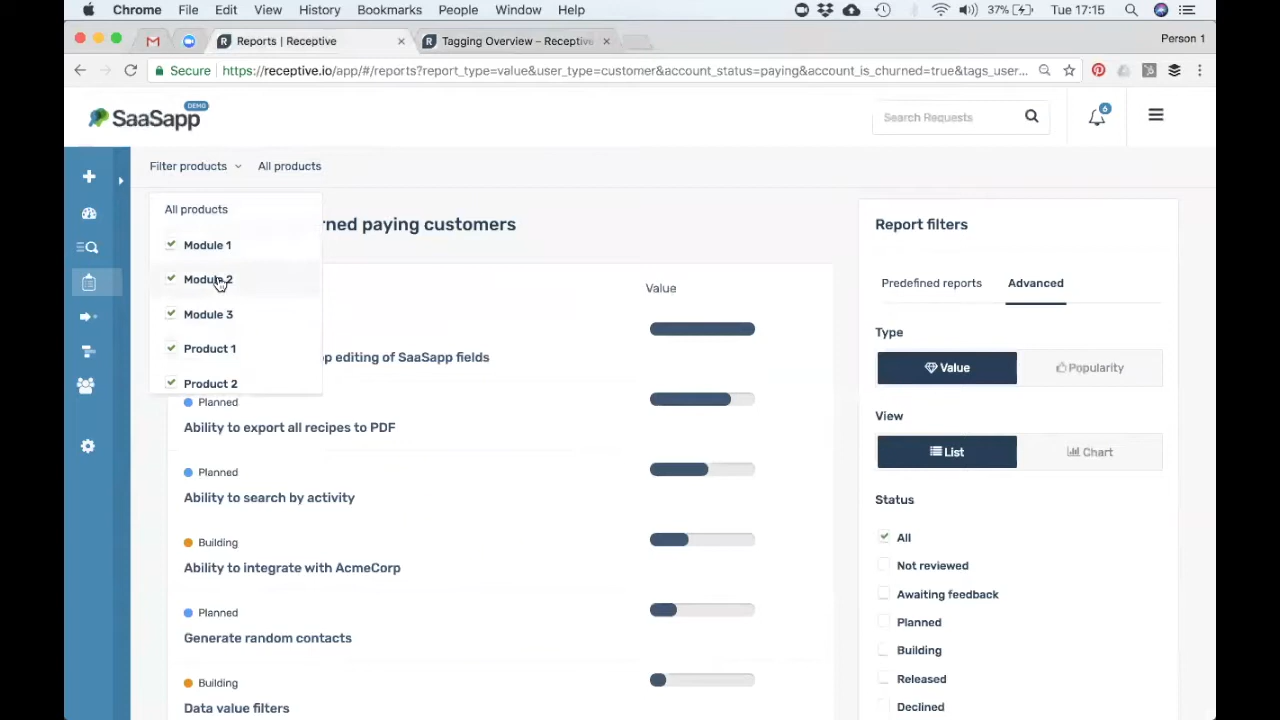 Chrome File Edit View History Bookmarks People Window Help 37% Tue 17:15
Reports | Receptive Tagging Overview – Receptive Person 1
Secure https://receptive.io/app/#/reports?report_type=value&user_type=customer&account_status=paying&account_is_churned=true&tags_user...
DEMO
SaaSapp
Search Requests
6
Filter products All products
All products
Module 1
Module 2
Module 3
Product 1
Product 2
rned paying customers
Value
p editing of SaaSapp fields
Planned
Ability to export all recipes to PDF
Planned
Ability to search by activity
Building
Ability to integrate with AcmeCorp
Planned
Generate random contacts
Building
Data value filters
Report filters
Predefined reports Advanced
Type
Value Popularity
View
List Chart
Status
All
Not reviewed
Awaiting feedback
Planned
Building
Released
Declined